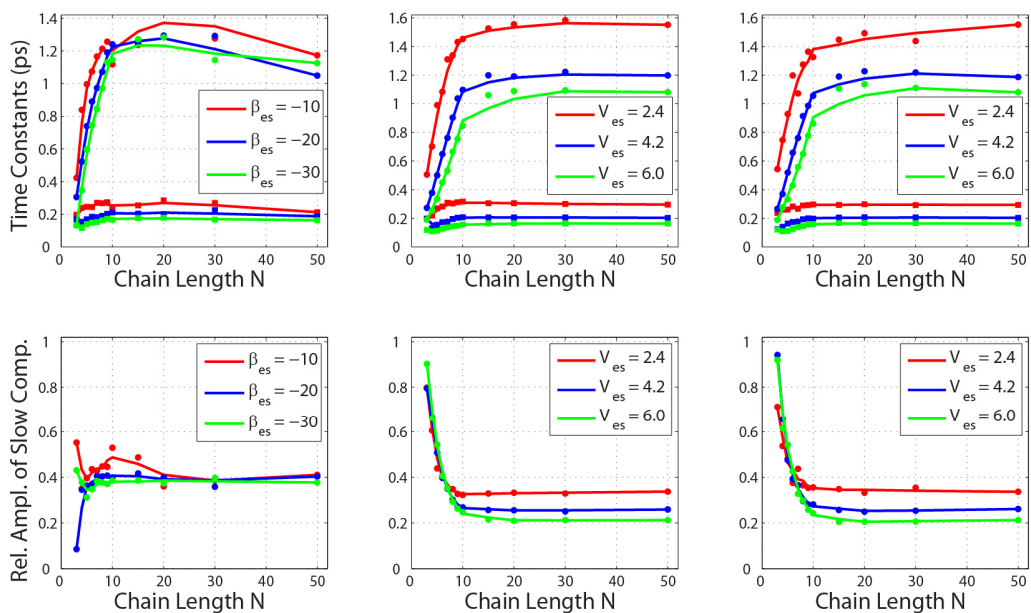 Time Constants (ps)
1.4
1.2
1
0.8
0.6
0.4
0.2
0
0 10 20 30 40 50
Chain Length N
β_es = −10
β_es = −20
β_es = −30
1.6
1.4
1.2
1
0.8
0.6
0.4
0.2
0
0 10 20 30 40 50
Chain Length N
V_es = 2.4
V_es = 4.2
V_es = 6.0
1.6
1.4
1.2
1
0.8
0.6
0.4
0.2
0
0 10 20 30 40 50
Chain Length N
V_es = 2.4
V_es = 4.2
V_es = 6.0
Rel. Ampl. of Slow Comp.
1
0.8
0.6
0.4
0.2
0
0 10 20 30 40 50
Chain Length N
β_es = −10
β_es = −20
β_es = −30
1
0.8
0.6
0.4
0.2
0
0 10 20 30 40 50
Chain Length N
V_es = 2.4
V_es = 4.2
V_es = 6.0
1
0.8
0.6
0.4
0.2
0
0 10 20 30 40 50
Chain Length N
V_es = 2.4
V_es = 4.2
V_es = 6.0